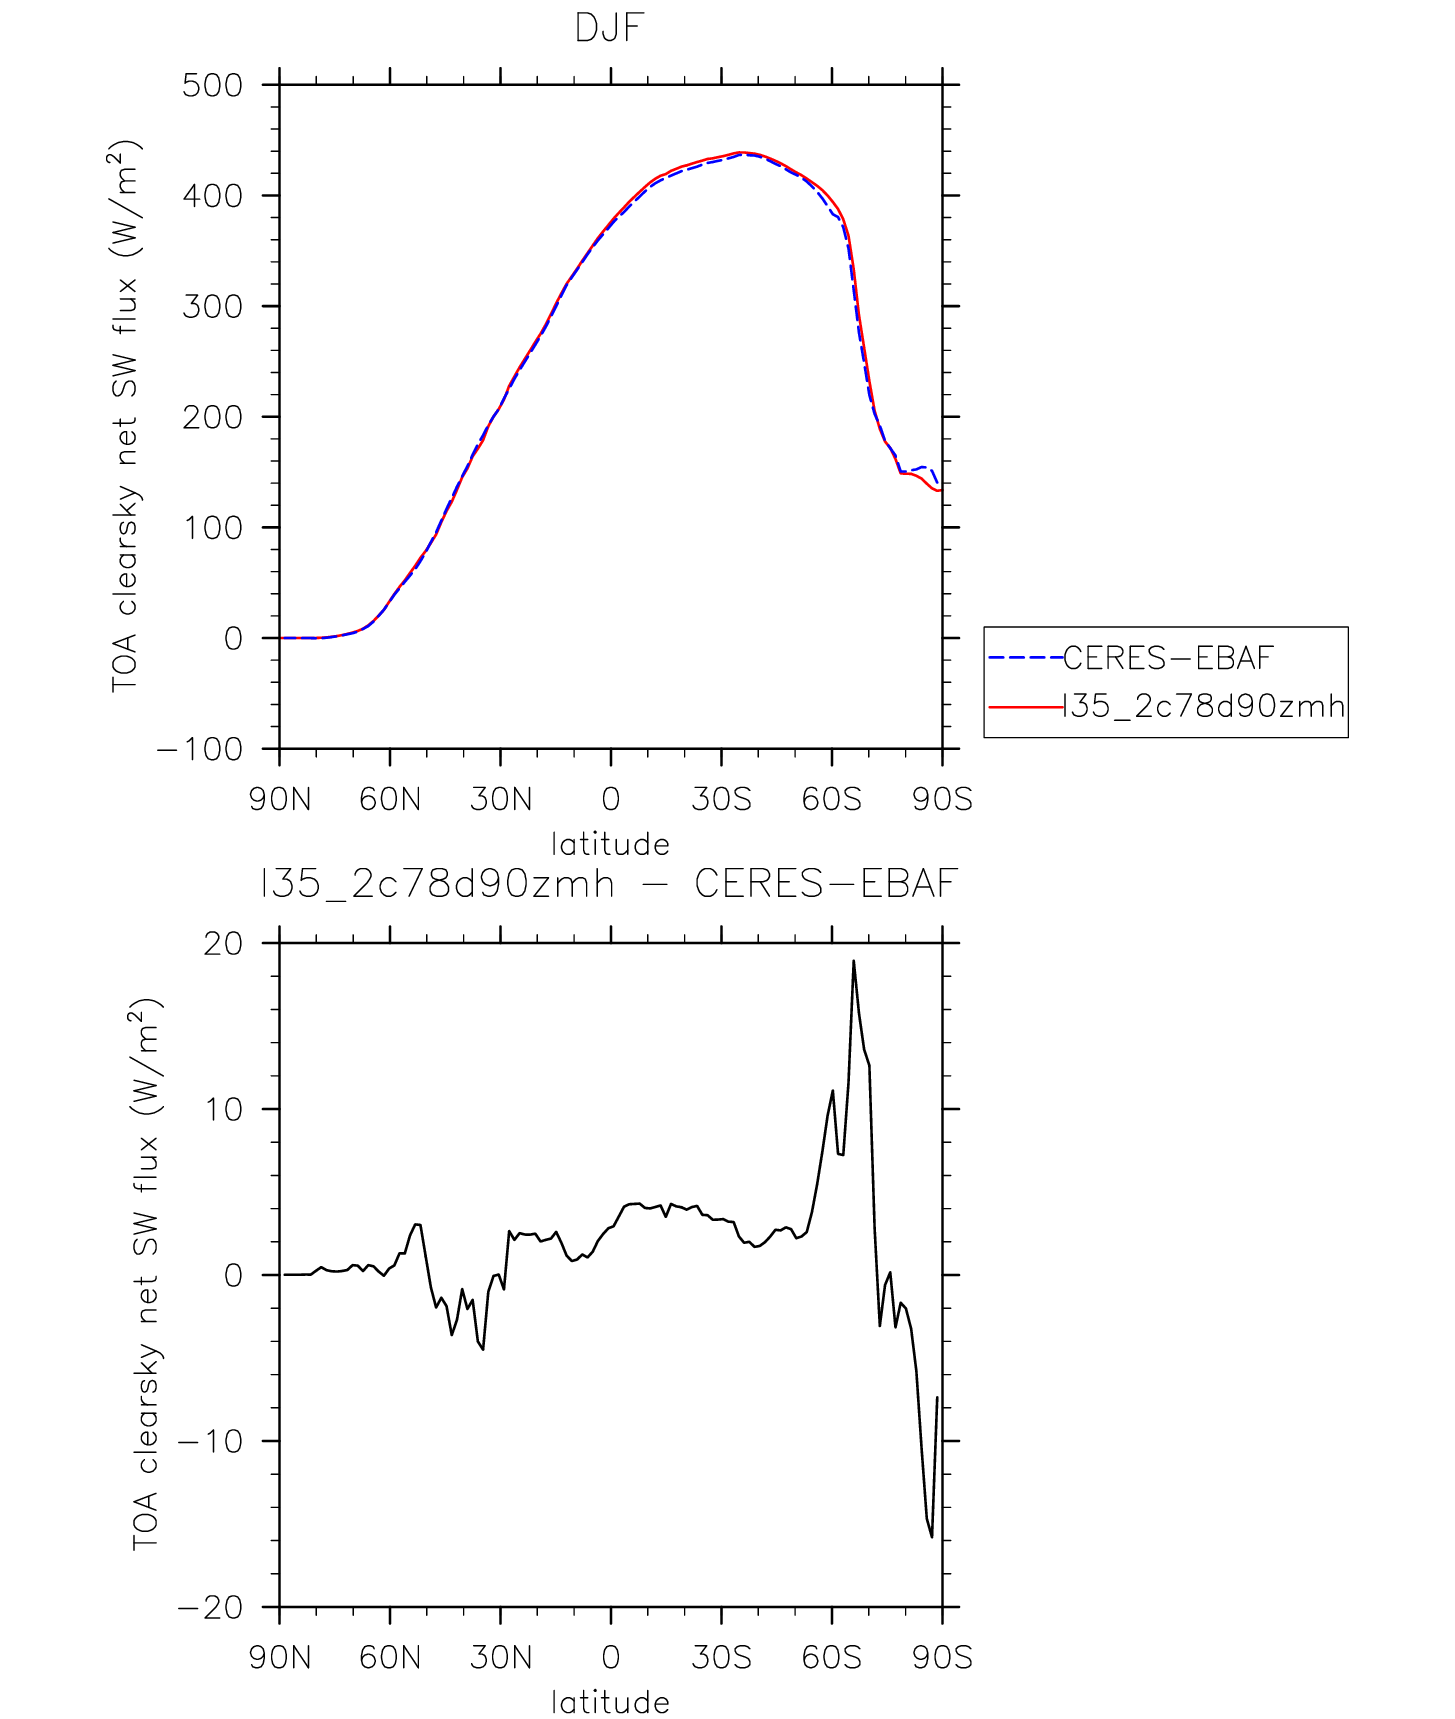 DJF
TOA clearsky net SW flux (W/m²)
500
400
300
200
100
0
−100
90N 60N 30N 0 30S 60S 90S
latitude
CERES−EBAF
I35_2c78d90zmh
I35_2c78d90zmh − CERES−EBAF
TOA clearsky net SW flux (W/m²)
20
10
0
−10
−20
90N 60N 30N 0 30S 60S 90S
latitude